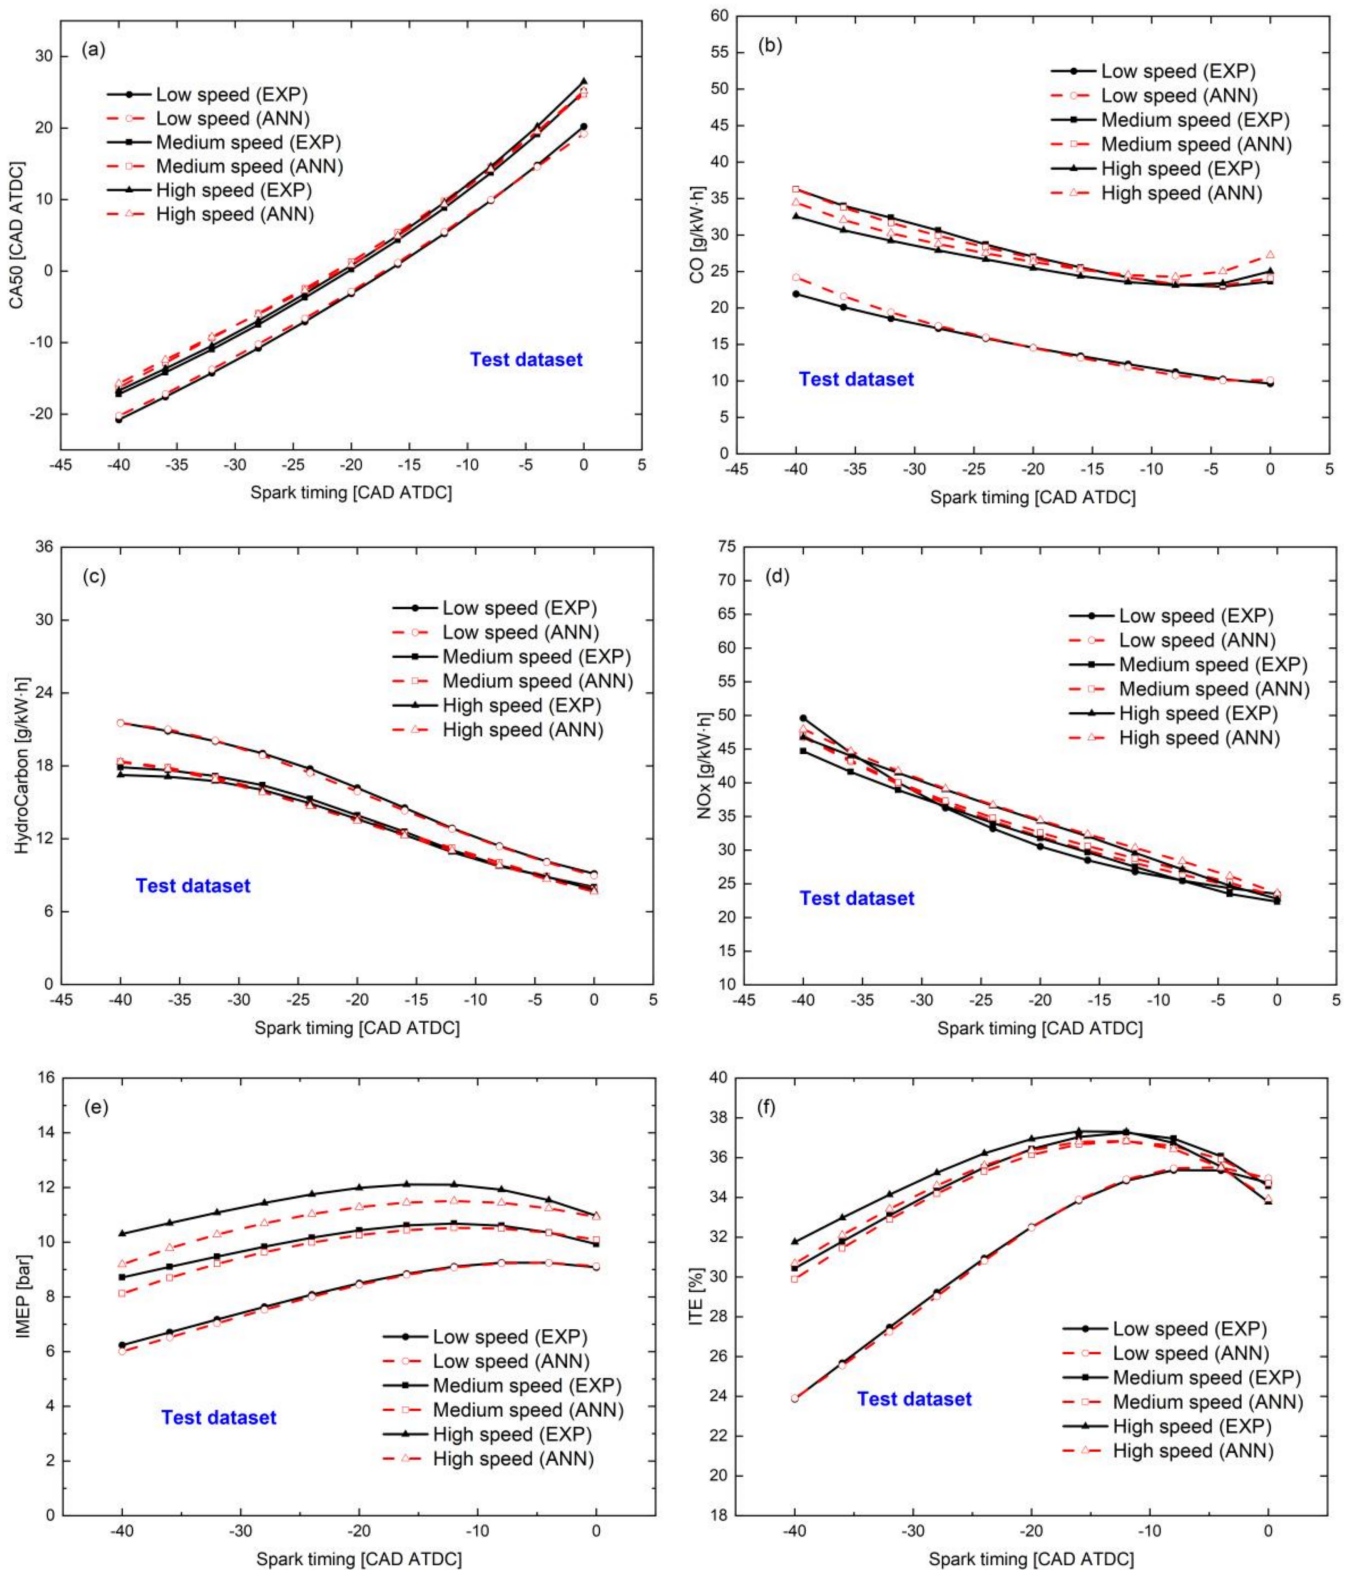 (a)
Low speed (EXP)
Low speed (ANN)
Medium speed (EXP)
Medium speed (ANN)
High speed (EXP)
High speed (ANN)
Test dataset
30
20
10
0
-10
-20
CA50 [CAD ATDC]
-45 -40 -35 -30 -25 -20 -15 -10 -5 0 5
Spark timing [CAD ATDC]
(b)
Low speed (EXP)
Low speed (ANN)
Medium speed (EXP)
Medium speed (ANN)
High speed (EXP)
High speed (ANN)
Test dataset
60
55
50
45
40
35
30
25
20
15
10
5
0
CO [g/kW·h]
-45 -40 -35 -30 -25 -20 -15 -10 -5 0 5
Spark timing [CAD ATDC]
(c)
Low speed (EXP)
Low speed (ANN)
Medium speed (EXP)
Medium speed (ANN)
High speed (EXP)
High speed (ANN)
Test dataset
36
30
24
18
12
6
0
HydroCarbon [g/kW·h]
-45 -40 -35 -30 -25 -20 -15 -10 -5 0 5
Spark timing [CAD ATDC]
(d)
Low speed (EXP)
Low speed (ANN)
Medium speed (EXP)
Medium speed (ANN)
High speed (EXP)
High speed (ANN)
Test dataset
75
70
65
60
55
50
45
40
35
30
25
20
15
10
NOx [g/kW·h]
-45 -40 -35 -30 -25 -20 -15 -10 -5 0 5
Spark timing [CAD ATDC]
(e)
Low speed (EXP)
Low speed (ANN)
Medium speed (EXP)
Medium speed (ANN)
High speed (EXP)
High speed (ANN)
Test dataset
16
14
12
10
8
6
4
2
0
IMEP [bar]
-40 -30 -20 -10 0
Spark timing [CAD ATDC]
(f)
Low speed (EXP)
Low speed (ANN)
Medium speed (EXP)
Medium speed (ANN)
High speed (EXP)
High speed (ANN)
Test dataset
40
38
36
34
32
30
28
26
24
22
20
18
ITE [%]
-40 -30 -20 -10 0
Spark timing [CAD ATDC]